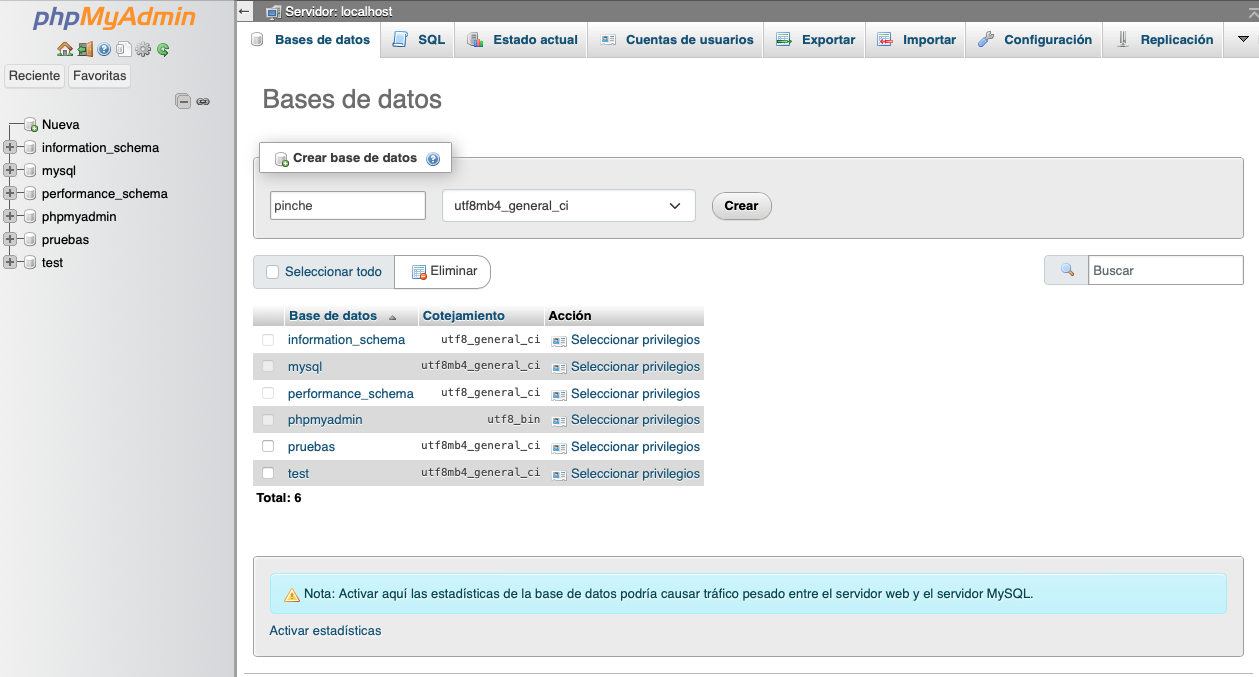 phpMyAdmin
Reciente Favoritas
Nueva
information_schema
mysql
performance_schema
phpmyadmin
pruebas
test
Servidor: localhost
Bases de datos SQL Estado actual Cuentas de usuarios Exportar Importar Configuración Replicación
Bases de datos
Crear base de datos
pinche utf8mb4_general_ci Crear
Seleccionar todo Eliminar Buscar
Base de datos Cotejamiento Acción
information_schema utf8_general_ci Seleccionar privilegios
mysql utf8mb4_general_ci Seleccionar privilegios
performance_schema utf8_general_ci Seleccionar privilegios
phpmyadmin utf8_bin Seleccionar privilegios
pruebas utf8mb4_general_ci Seleccionar privilegios
test utf8mb4_general_ci Seleccionar privilegios
Total: 6
Nota: Activar aquí las estadísticas de la base de datos podría causar tráfico pesado entre el servidor web y el servidor MySQL.
Activar estadísticas